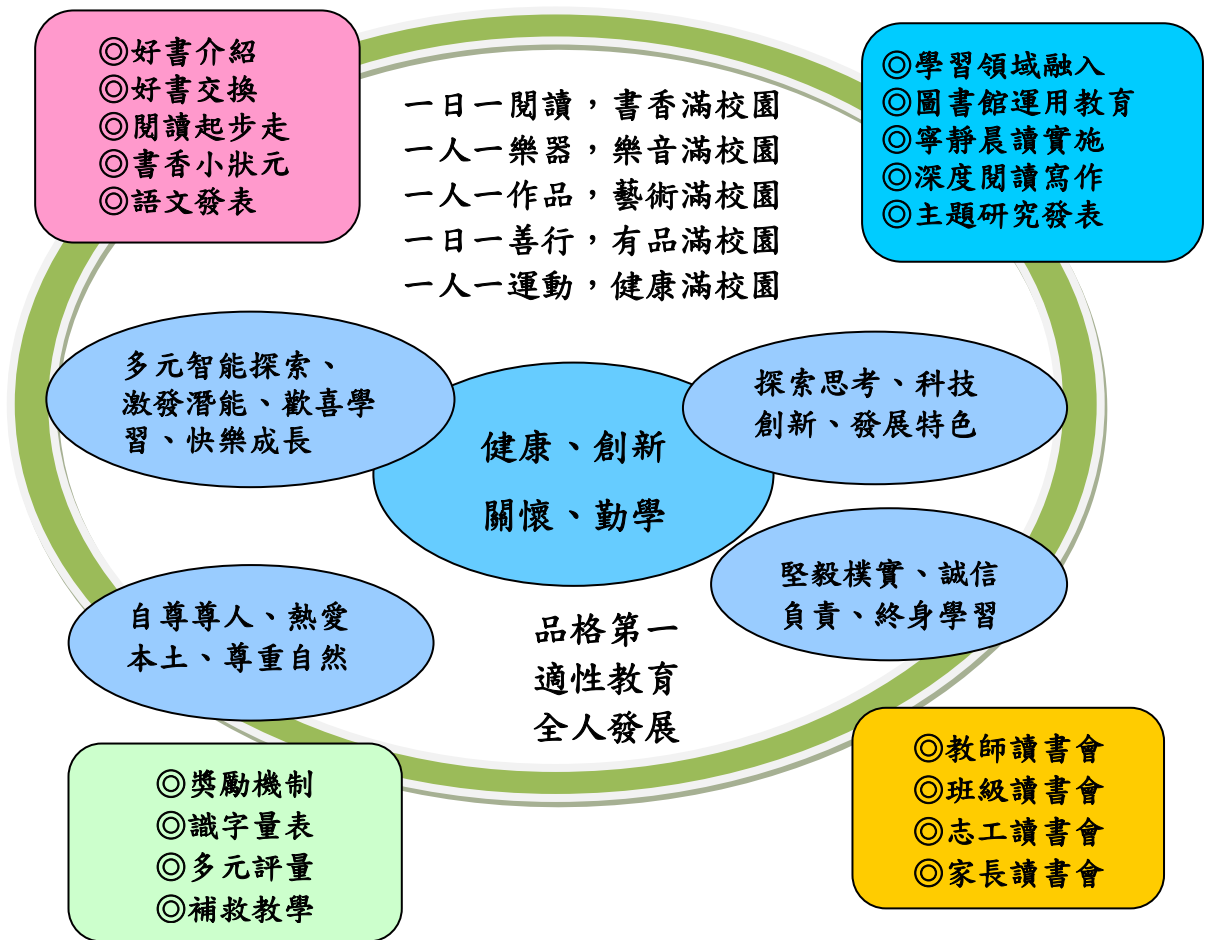 ◎好書介紹
◎好書交換
◎閱讀起步走
◎書香小狀元
◎語文發表
一日一閱讀，書香滿校園
一人一樂器，樂音滿校園
一人一作品，藝術滿校園
一日一善行，有品滿校園
一人一運動，健康滿校園
◎學習領域融入
◎圖書館運用教育
◎寧靜晨讀實施
◎深度閱讀寫作
◎主題研究發表
多元智能探索、
激發潛能、歡喜學
習、快樂成長
健康、創新
關懷、勤學
探索思考、科技
創新、發展特色
自尊尊人、熱愛
本土、尊重自然
品格第一
適性教育
全人發展
堅毅樸實、誠信
負責、終身學習
◎獎勵機制
◎識字量表
◎多元評量
◎補救教學
◎教師讀書會
◎班級讀書會
◎志工讀書會
◎家長讀書會